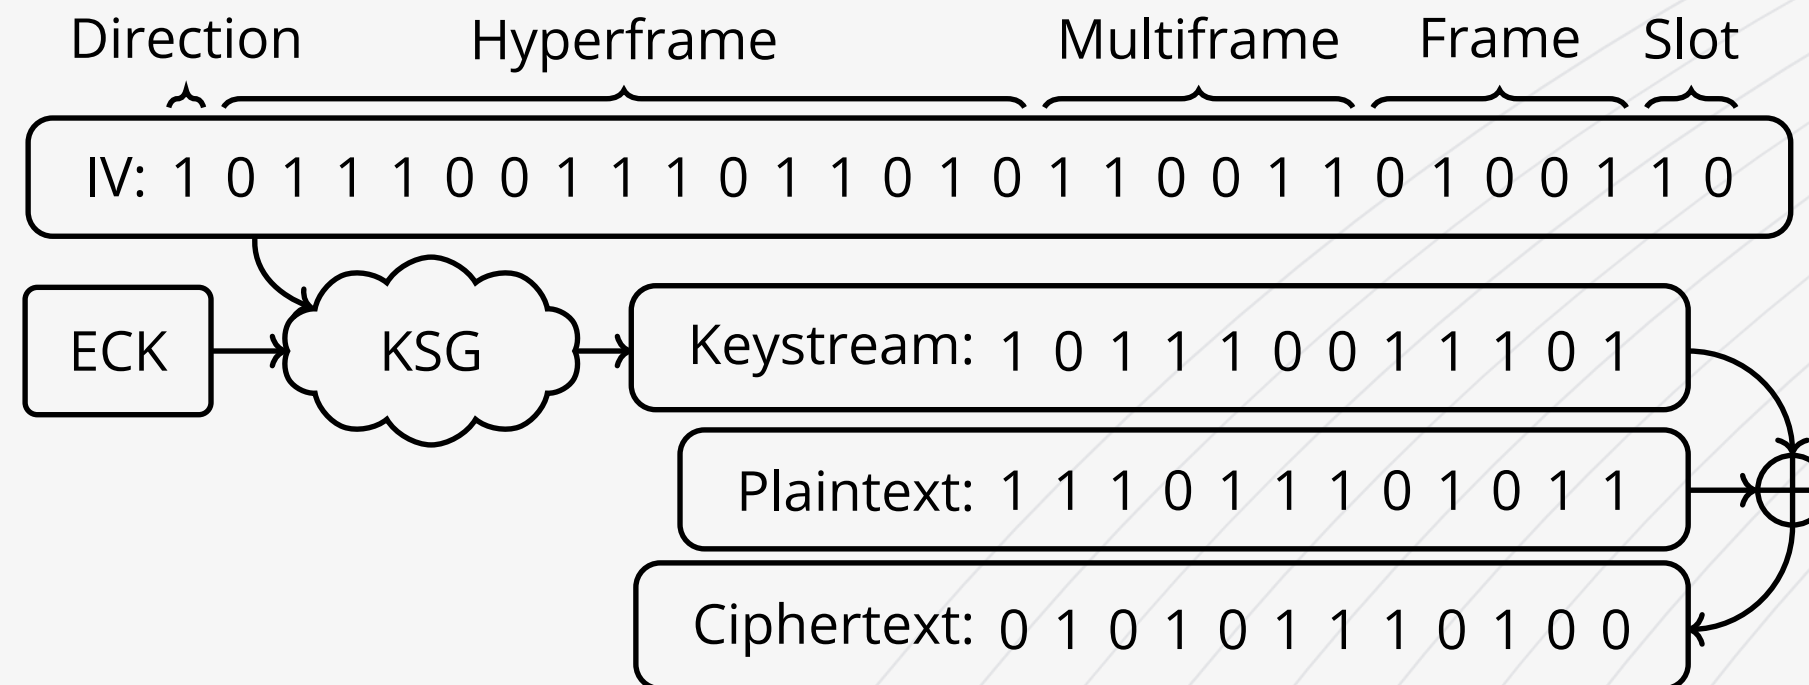 Direction Hyperframe Multiframe Frame Slot
IV: 1 0 1 1 1 0 0 1 1 1 0 1 1 0 1 0 1 1 0 0 1 1 0 1 0 0 1 1 0
ECK KSG Keystream: 1 0 1 1 1 0 0 1 1 1 0 1
Plaintext: 1 1 1 0 1 1 1 0 1 0 1 1
Ciphertext: 0 1 0 1 0 1 1 1 0 1 0 0